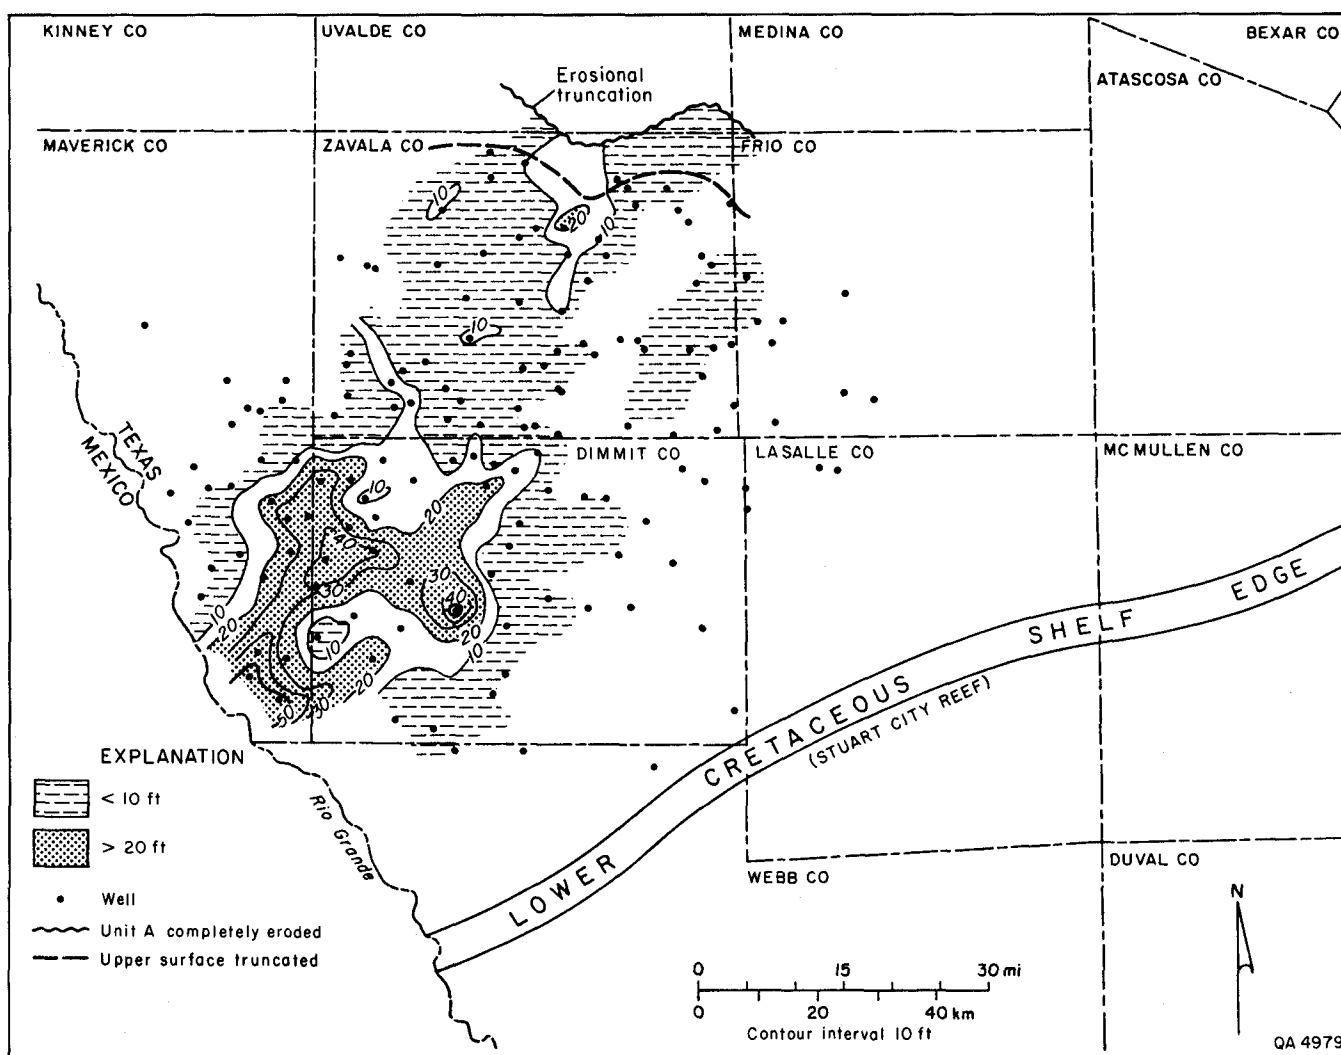 KINNEY CO
UVALDE CO
MEDINA CO
BEXAR CO
Erosional
truncation
ATASCOSA CO
MAVERICK CO
ZAVALA CO
FRIO CO
10
20
10
10
TEXAS
MEXICO
DIMMIT CO
LASALLE CO
MC MULLEN CO
10
20
40
30
30
40
10
20
10
20
10
20
50
30
LOWER CRETACEOUS SHELF EDGE
(STUART CITY REEF)
EXPLANATION
< 10 ft
> 20 ft
Well
Unit A completely eroded
Upper surface truncated
Rio Grande
WEBB CO
DUVAL CO
N
0 15 30 mi
0 20 40 km
Contour interval 10 ft
QA 4979